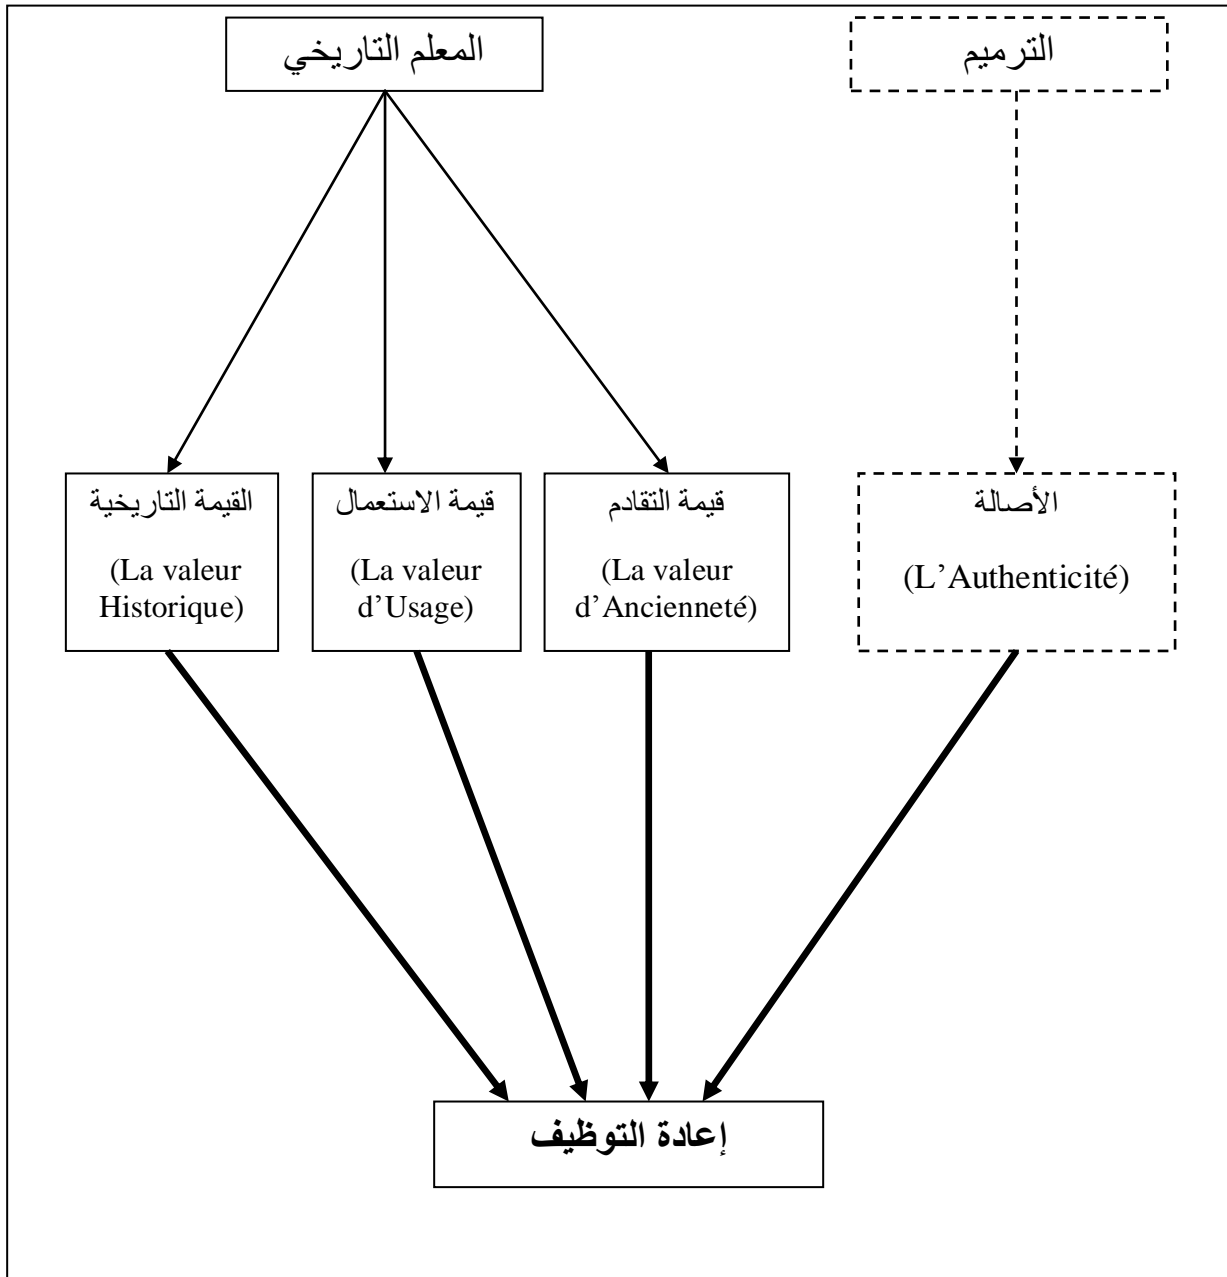 المعلم التاريخي
الترميم
القيمة التاريخية
(La valeur
Historique)
قيمة الاستعمال
(La valeur
d’Usage)
قيمة التقادم
(La valeur
d’Ancienneté)
الأصالة
(L’Authenticité)
إعادة التوظيف